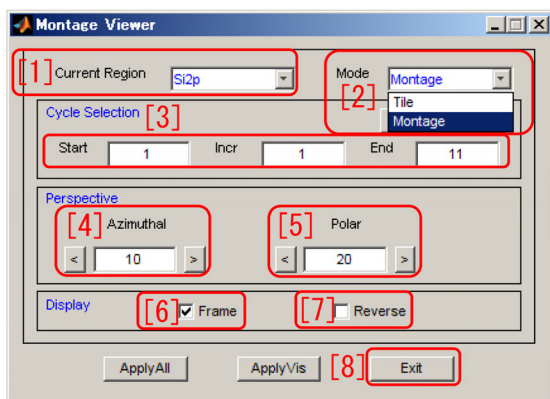 Montage Viewer
[1] Current Region Si2p Mode Montage
[2] Tile
Montage
Cycle Selection [3]
Start 1 Incr 1 End 11
Perspective
[4] Azimuthal [5] Polar
< 10 > < 20 >
Display [6] Frame [7] Reverse
ApplyAll ApplyVis [8] Exit